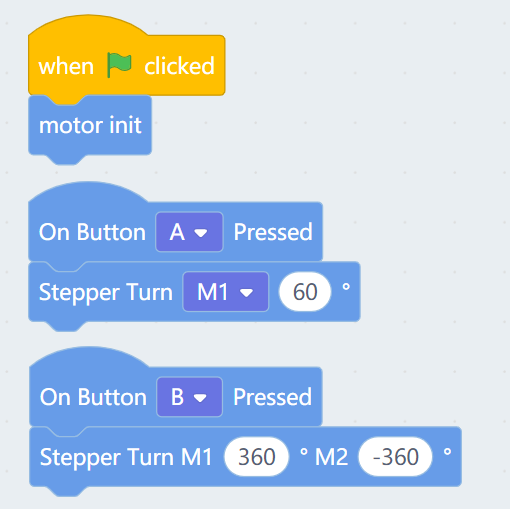 when clicked
motor init
On Button A Pressed
Stepper Turn M1 60 °
On Button B Pressed
Stepper Turn M1 360 ° M2 -360 °